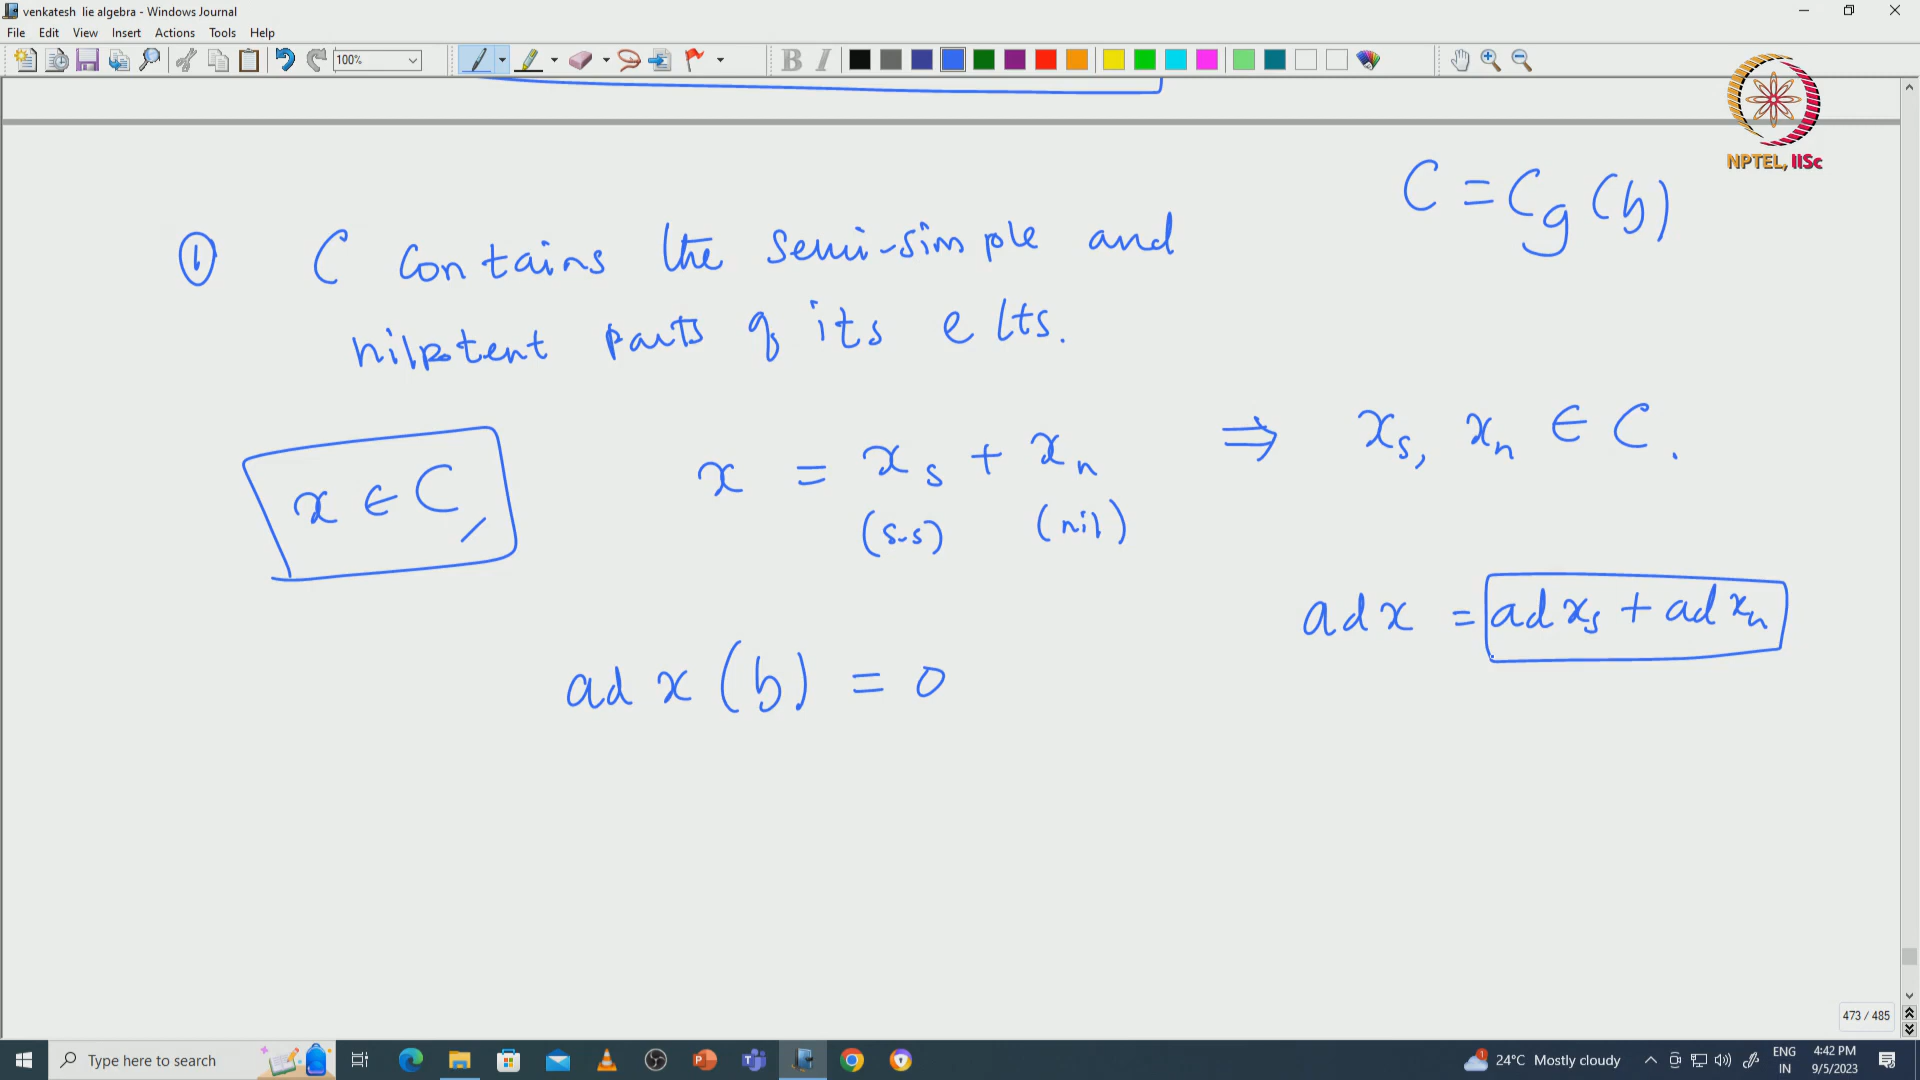 venkatesh lie algebra - Windows Journal
File Edit View Insert Actions Tools Help
100%
NPTEL, IISc
C = C_g (h)
① C contains the semi-simple and
nilpotent parts of its elts.
x ∈ C,
x = x_s + x_n ⇒ x_s, x_n ∈ C.
(s.s) (nil)
ad x = ad x_s + ad x_n
ad x (h) = 0
473 / 485
Type here to search
24°C Mostly cloudy
ENG
IN
4:42 PM
9/5/2023